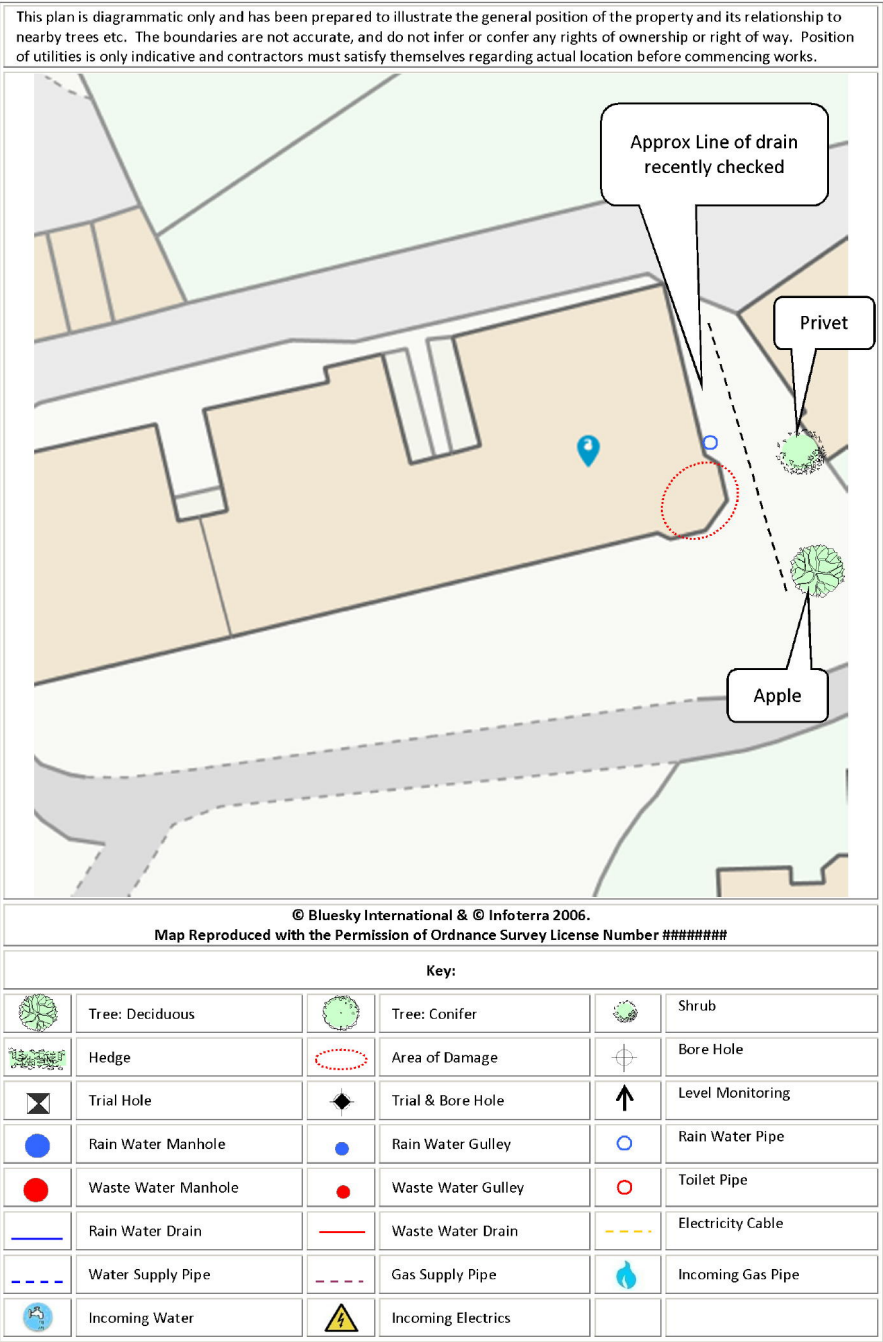 This plan is diagrammatic only and has been prepared to illustrate the general position of the property and its relationship to
nearby trees etc. The boundaries are not accurate, and do not infer or confer any rights of ownership or right of way. Position
of utilities is only indicative and contractors must satisfy themselves regarding actual location before commencing works.
Approx Line of drain
recently checked
Privet
Apple
© Bluesky International & © Infoterra 2006.
Map Reproduced with the Permission of Ordnance Survey License Number ########
Key:
Tree: Deciduous
Tree: Conifer
Shrub
Hedge
Area of Damage
Bore Hole
Trial Hole
Trial & Bore Hole
Level Monitoring
Rain Water Manhole
Rain Water Gulley
Rain Water Pipe
Waste Water Manhole
Waste Water Gulley
Toilet Pipe
Rain Water Drain
Waste Water Drain
Electricity Cable
Water Supply Pipe
Gas Supply Pipe
Incoming Gas Pipe
Incoming Water
Incoming Electrics